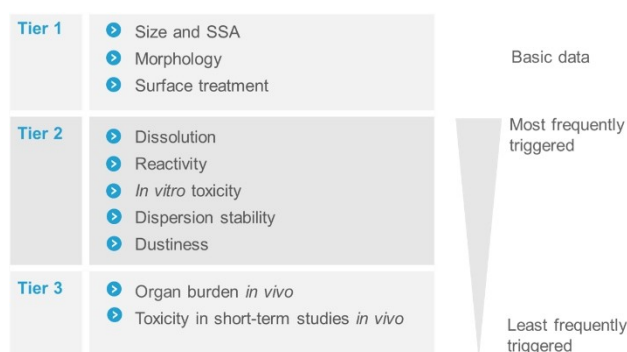 Tier 1
Size and SSA
Morphology
Surface treatment
Basic data
Tier 2
Dissolution
Reactivity
In vitro toxicity
Dispersion stability
Dustiness
Most frequently
triggered
Tier 3
Organ burden in vivo
Toxicity in short-term studies in vivo
Least frequently
triggered